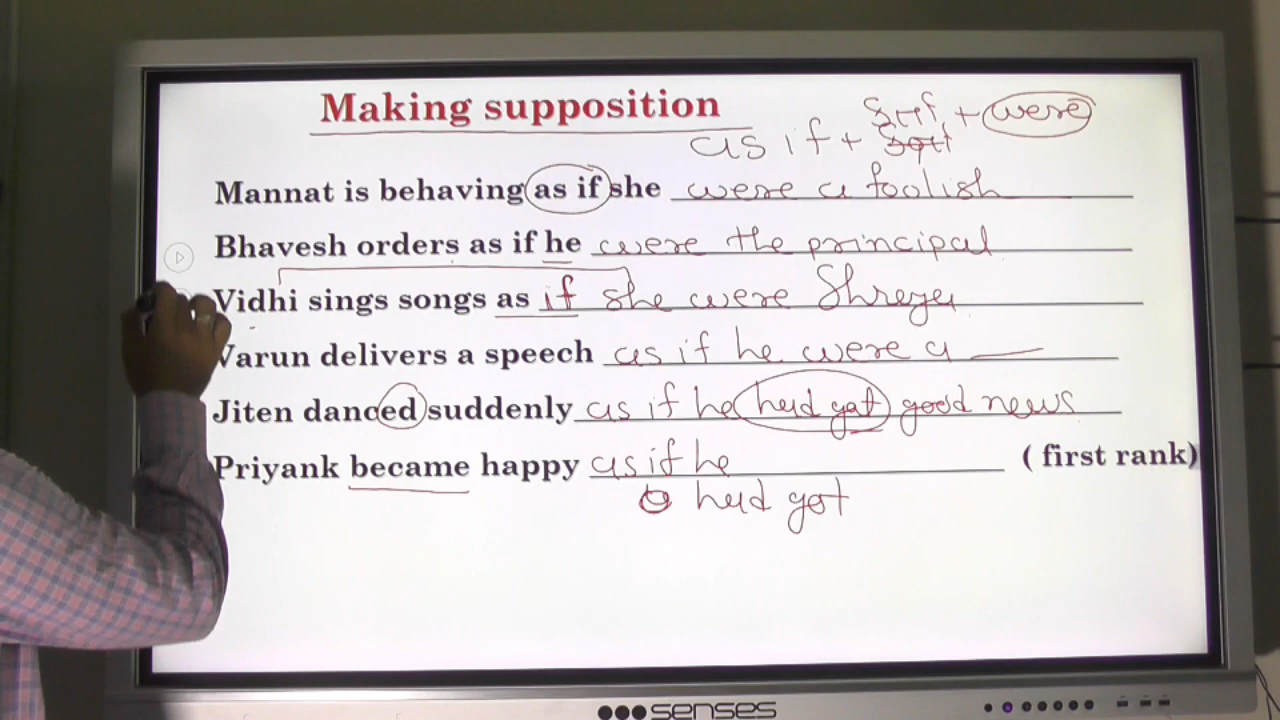 Making supposition
as if + + were
Mannat is behaving as if she were a foolish
Bhavesh orders as if he were the principal
Vidhi sings songs as if she were Shreya
Varun delivers a speech as if he were a
Jiten danced suddenly as if he had got good news
Priyank became happy as if he ( first rank)
had got
senses